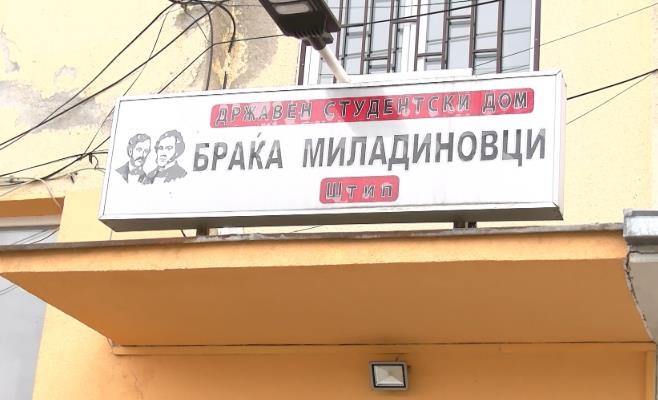 ДРЖАВЕН СТУДЕНТСКИ ДОМ
БРАЌА МИЛАДИНОВЦИ
Штип